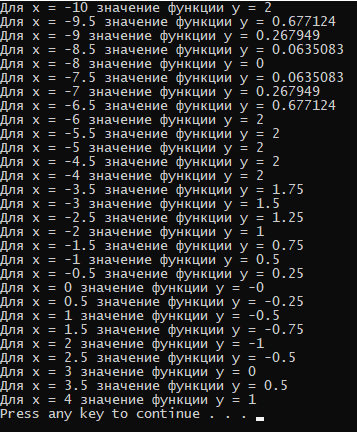 Для x = -10 значение функции y = 2
Для x = -9.5 значение функции y = 0.677124
Для x = -9 значение функции y = 0.267949
Для x = -8.5 значение функции y = 0.0635083
Для x = -8 значение функции y = 0
Для x = -7.5 значение функции y = 0.0635083
Для x = -7 значение функции y = 0.267949
Для x = -6.5 значение функции y = 0.677124
Для x = -6 значение функции y = 2
Для x = -5.5 значение функции y = 2
Для x = -5 значение функции y = 2
Для x = -4.5 значение функции y = 2
Для x = -4 значение функции y = 2
Для x = -3.5 значение функции y = 1.75
Для x = -3 значение функции y = 1.5
Для x = -2.5 значение функции y = 1.25
Для x = -2 значение функции y = 1
Для x = -1.5 значение функции y = 0.75
Для x = -1 значение функции y = 0.5
Для x = -0.5 значение функции y = 0.25
Для x = 0 значение функции y = -0
Для x = 0.5 значение функции y = -0.25
Для x = 1 значение функции y = -0.5
Для x = 1.5 значение функции y = -0.75
Для x = 2 значение функции y = -1
Для x = 2.5 значение функции y = -0.5
Для x = 3 значение функции y = 0
Для x = 3.5 значение функции y = 0.5
Для x = 4 значение функции y = 1
Press any key to continue . . .